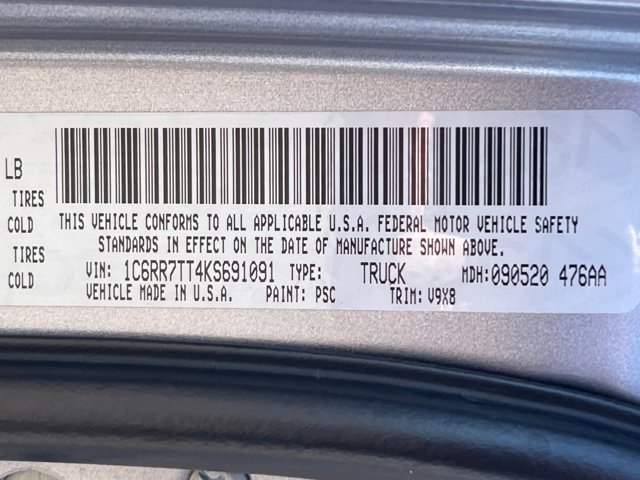 LB
TIRES
COLD
TIRES
COLD
THIS VEHICLE CONFORMS TO ALL APPLICABLE U.S.A. FEDERAL MOTOR VEHICLE SAFETY
STANDARDS IN EFFECT ON THE DATE OF MANUFACTURE SHOWN ABOVE.
VIN: 1C6RR7TT4KS691091 TYPE: TRUCK MDH:090520 476AA
VEHICLE MADE IN U.S.A. PAINT: PSC TRIM: V9X8